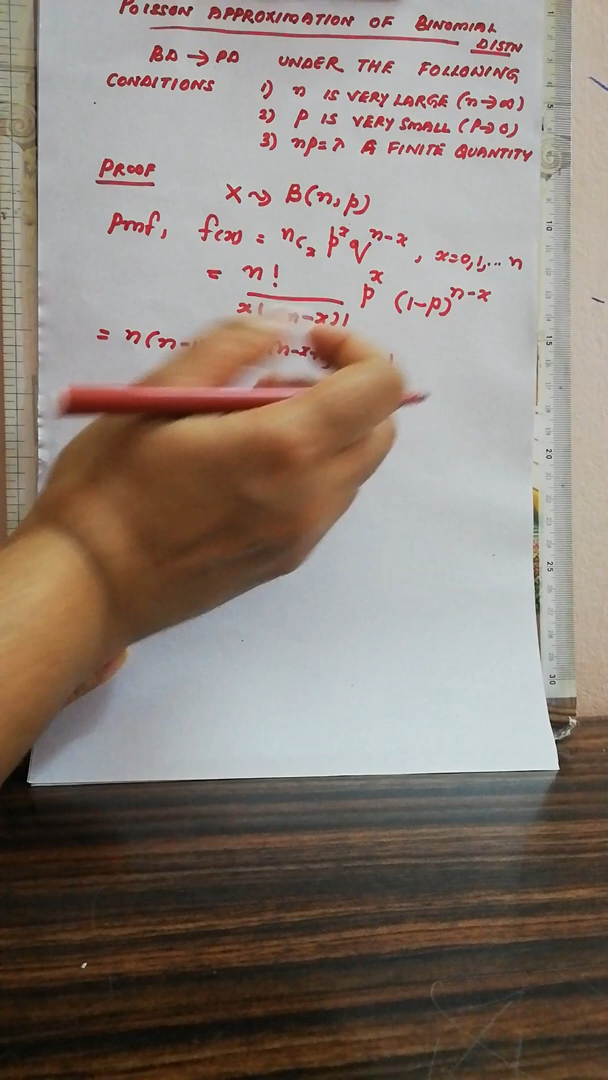 POISSON APPROXIMATION OF BINOMIAL DISTN
BD → PD UNDER THE FOLLOWING
CONDITIONS 1) n IS VERY LARGE (n→∞)
2) p IS VERY SMALL (P→0)
3) np=λ A FINITE QUANTITY
PROOF
X ~> B(n,p)
Pmf, f(x) = nCx p^x q^n-x, x=0,1,... n
= n! / x! (n-x)! p^x (1-p)^n-x
= n(n-